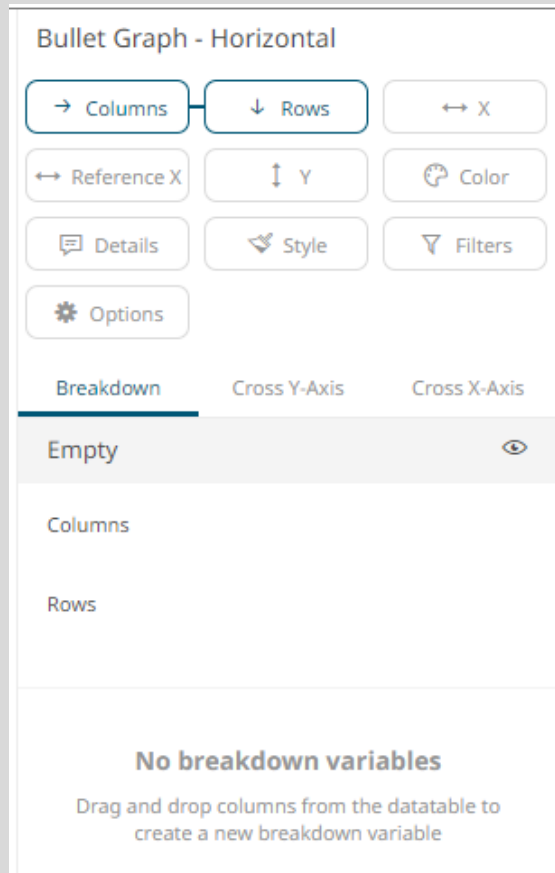 Bullet Graph - Horizontal
Columns
Rows
X
Reference X
Y
Color
Details
Style
Filters
Options
Breakdown
Cross Y-Axis
Cross X-Axis
Empty
Columns
Rows
No breakdown variables
Drag and drop columns from the datatable to
create a new breakdown variable